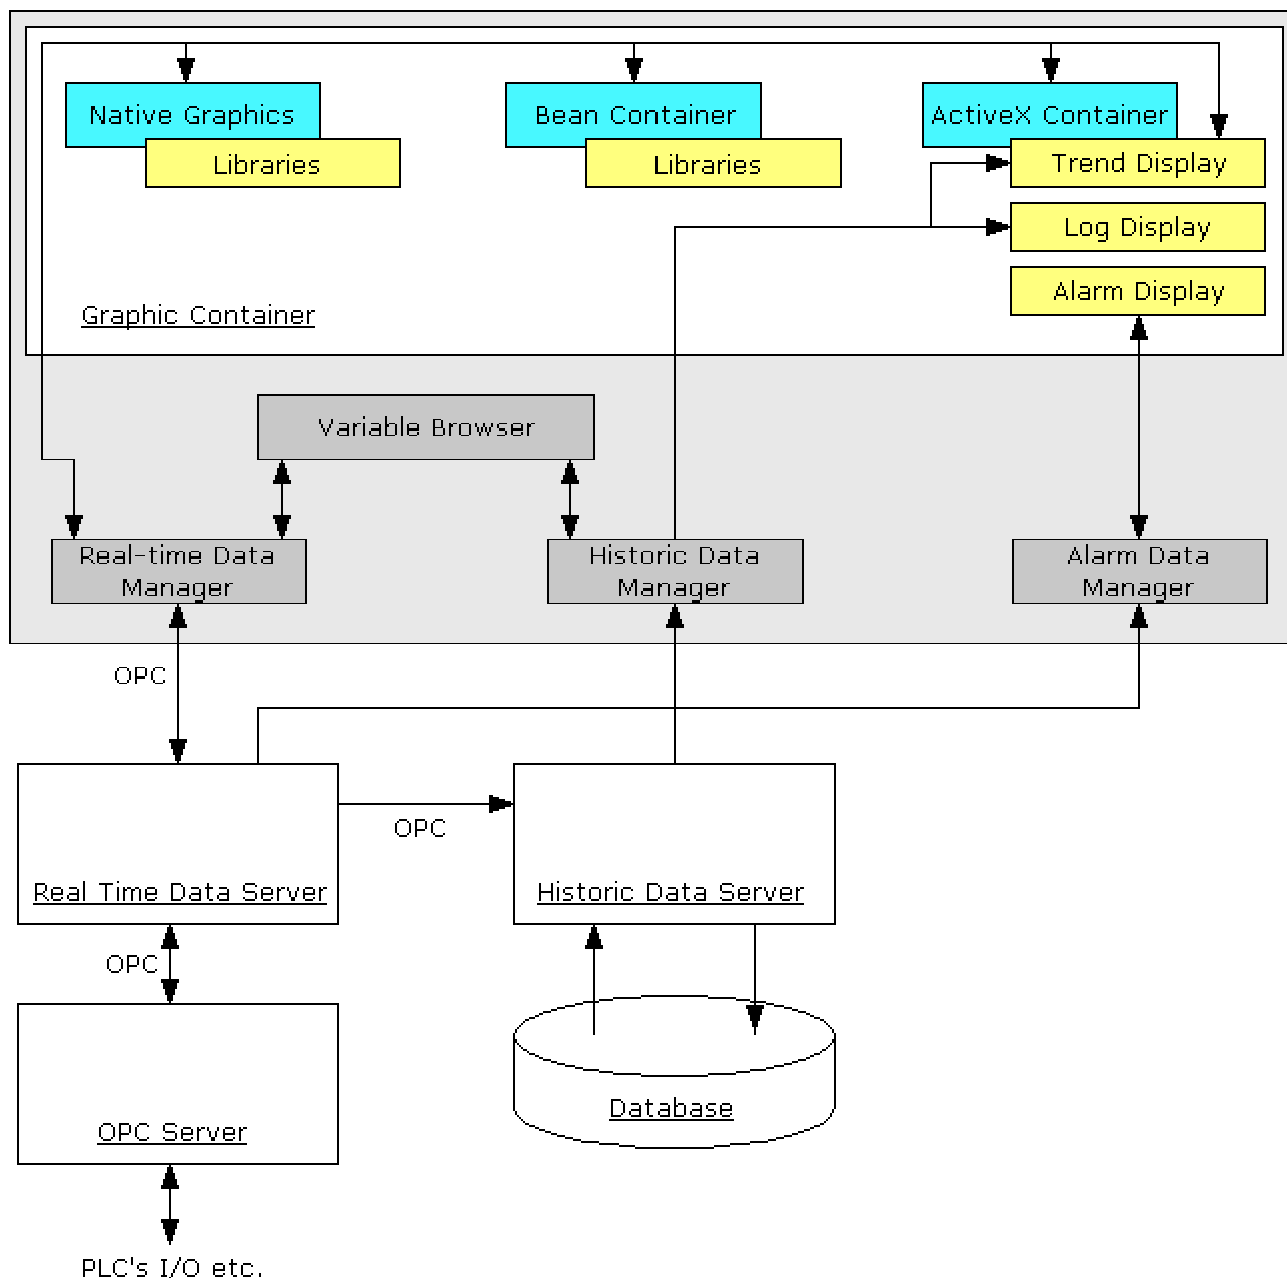 Native Graphics
Libraries
Bean Container
Libraries
ActiveX Container
Trend Display
Log Display
Alarm Display
Graphic Container
Variable Browser
Real-time Data
Manager
Historic Data
Manager
Alarm Data
Manager
OPC
OPC
Real Time Data Server
Historic Data Server
OPC
Database
OPC Server
PLC's I/O etc.